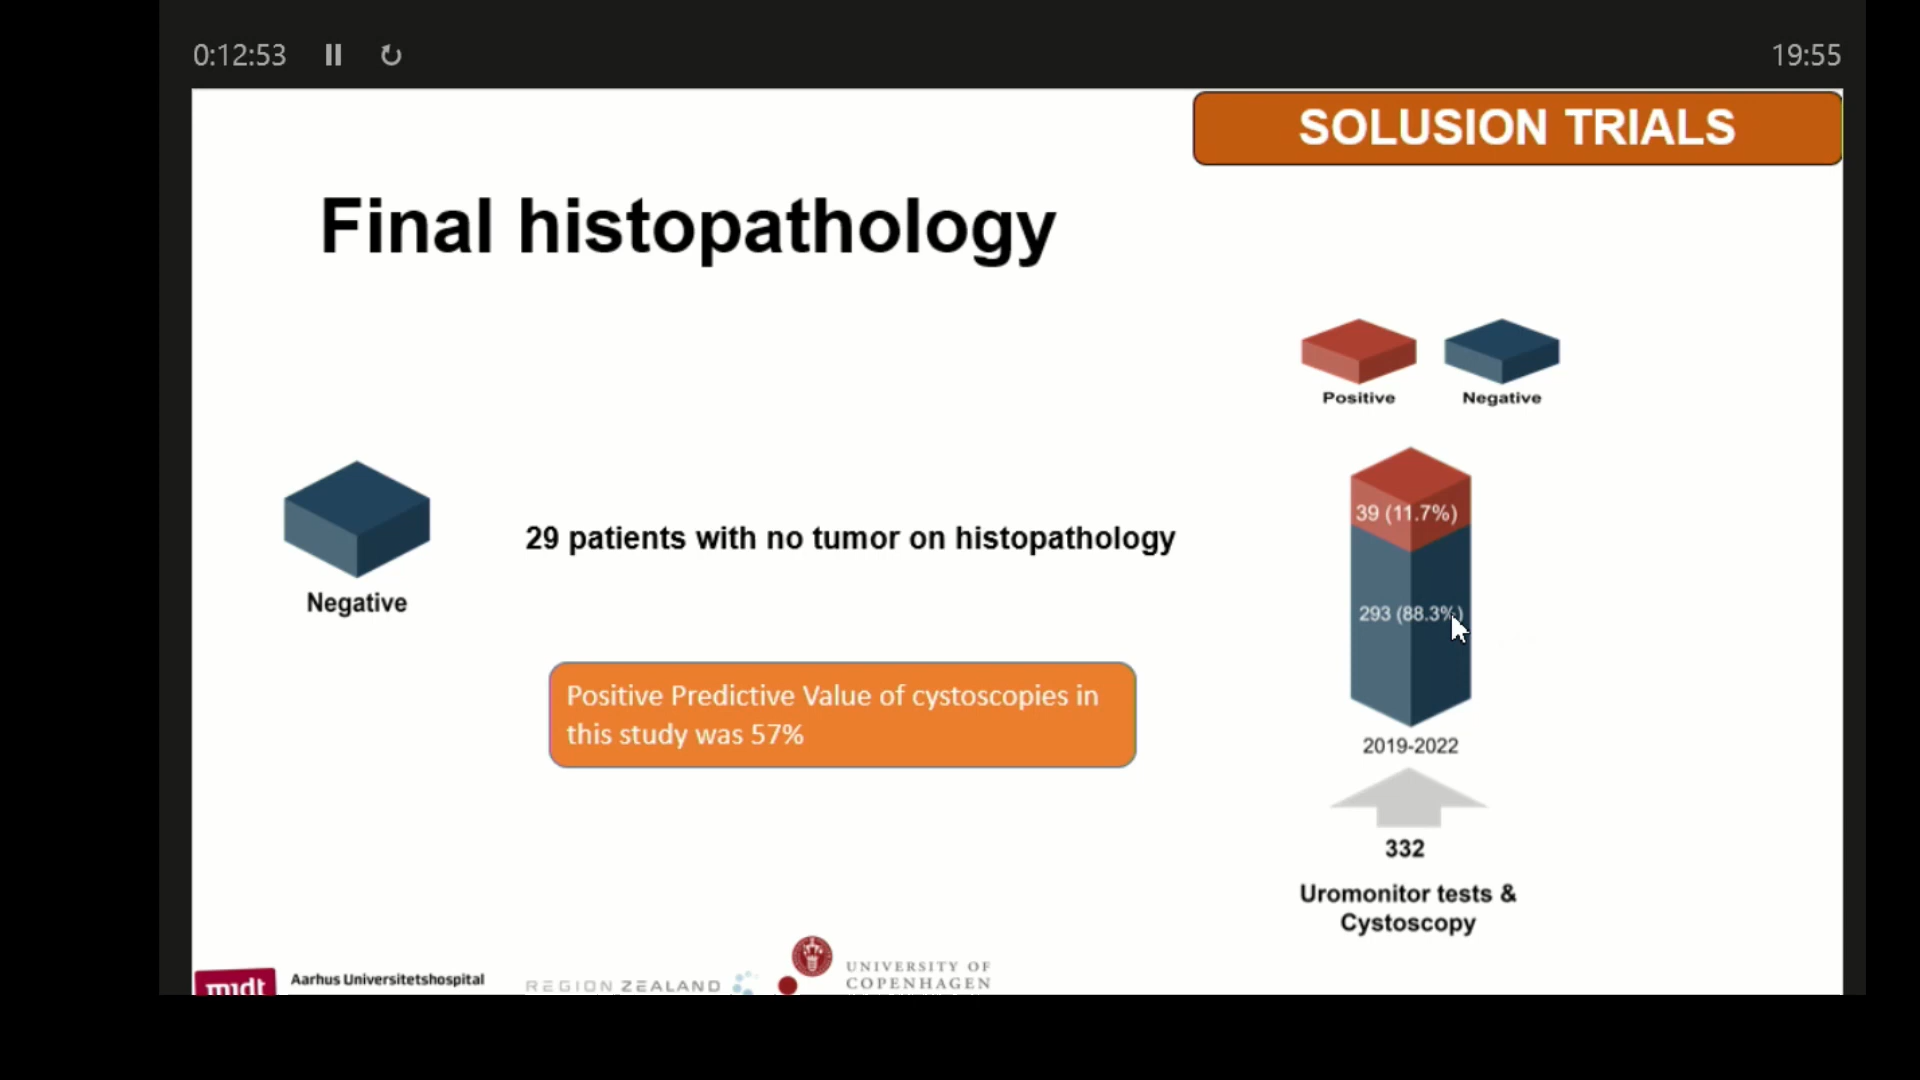 0:12:53
19:55
SOLUSION TRIALS
Final histopathology
Positive
Negative
39 (11.7%)
29 patients with no tumor on histopathology
Negative
293 (88.3%)
Positive Predictive Value of cystoscopies in
this study was 57%
2019-2022
332
Uromonitor tests &
Cystoscopy
midt
Aarhus Universitetshospital
REGION ZEALAND
UNIVERSITY OF
COPENHAGEN